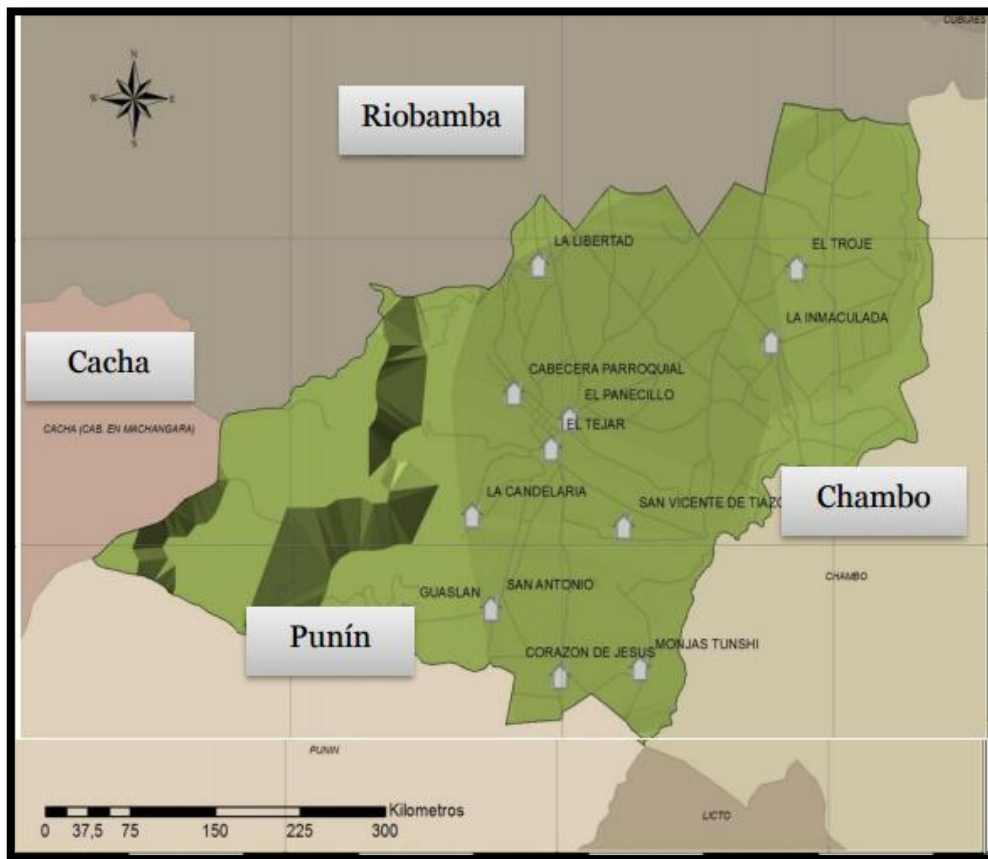 CUBIJIES
N
W
E
S
Riobamba
LA LIBERTAD
EL TROJE
LA INMACULADA
Cacha
CABECERA PARROQUIAL
EL PANECILLO
EL TEJAR
CACHA (CAB. EN MACHANGARA)
LA CANDELARIA
SAN VICENTE DE TIAZO
Chambo
CHAMBO
GUASLAN
SAN ANTONIO
Punín
CORAZON DE JESUS
MONJAS TUNSHI
PUNIN
Kilometros
0 37,5 75 150 225 300
LICTO